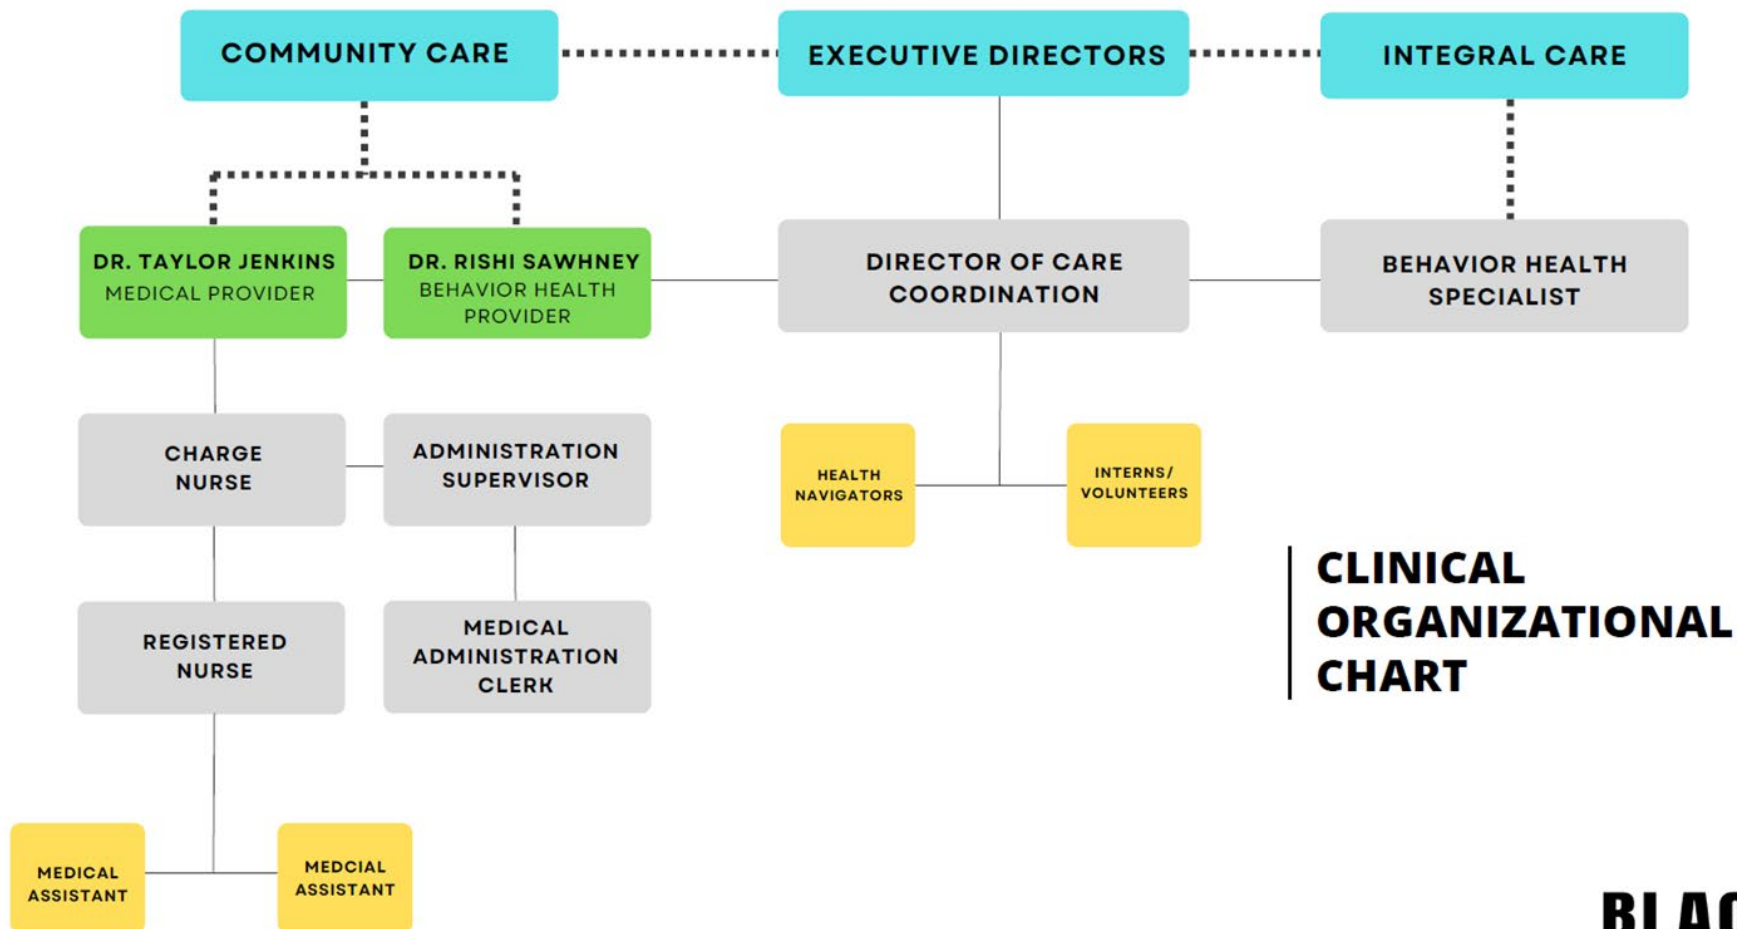 COMMUNITY CARE
EXECUTIVE DIRECTORS
INTEGRAL CARE
DR. TAYLOR JENKINS
MEDICAL PROVIDER
DR. RISHI SAWHNEY
BEHAVIOR HEALTH
PROVIDER
DIRECTOR OF CARE
COORDINATION
BEHAVIOR HEALTH
SPECIALIST
CHARGE
NURSE
ADMINISTRATION
SUPERVISOR
HEALTH
NAVIGATORS
INTERNS/
VOLUNTEERS
REGISTERED
NURSE
MEDICAL
ADMINISTRATION
CLERK
CLINICAL
ORGANIZATIONAL
CHART
MEDICAL
ASSISTANT
MEDCIAL
ASSISTANT